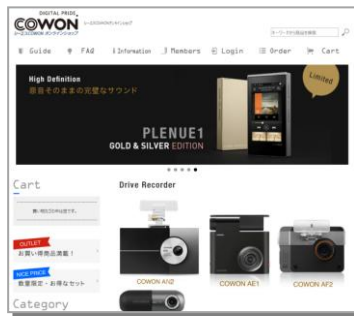 DIGITAL PRIDE
COWON
Guide
FAQ
Information
Members
Login
Order
Cart
High Definition
原音そのままの完璧なサウンド
Limited
PLENUE1
GOLD & SILVER EDITION
Cart
Drive Recorder
OUTLET
お買い得商品満載！
NICE PRICE
数量限定・お得なセット
COWON AE1
COWON AF2
Category